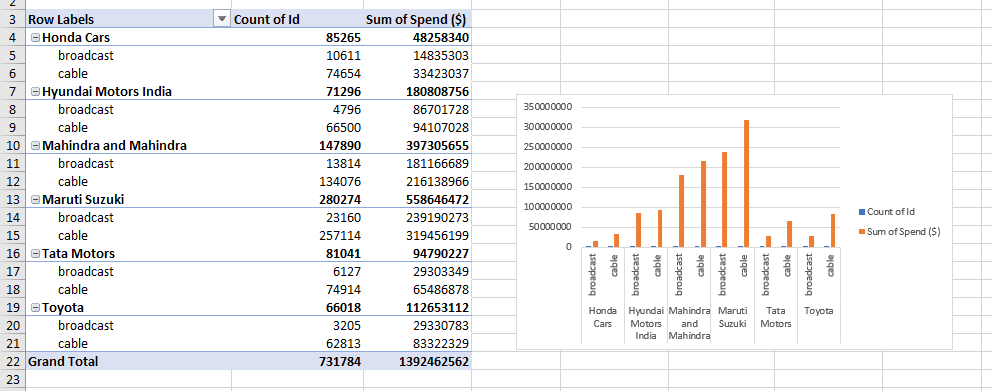 2
3 Row Labels Count of Id Sum of Spend ($)
4 Honda Cars 85265 48258340
5 broadcast 10611 14835303
6 cable 74654 33423037
7 Hyundai Motors India 71296 180808756
8 broadcast 4796 86701728
9 cable 66500 94107028
10 Mahindra and Mahindra 147890 397305655
11 broadcast 13814 181166689
12 cable 134076 216138966
13 Maruti Suzuki 280274 558646472
14 broadcast 23160 239190273
15 cable 257114 319456199
16 Tata Motors 81041 94790227
17 broadcast 6127 29303349
18 cable 74914 65486878
19 Toyota 66018 112653112
20 broadcast 3205 29330783
21 cable 62813 83322329
22 Grand Total 731784 1392462562
23
350000000
300000000
250000000
200000000
150000000
100000000
50000000
0
broadcast cable broadcast cable broadcast cable broadcast cable broadcast cable broadcast cable
Honda Hyundai Mahindra Maruti Tata Toyota
Cars Motors and Suzuki Motors
India Mahindra
Count of Id
Sum of Spend ($)